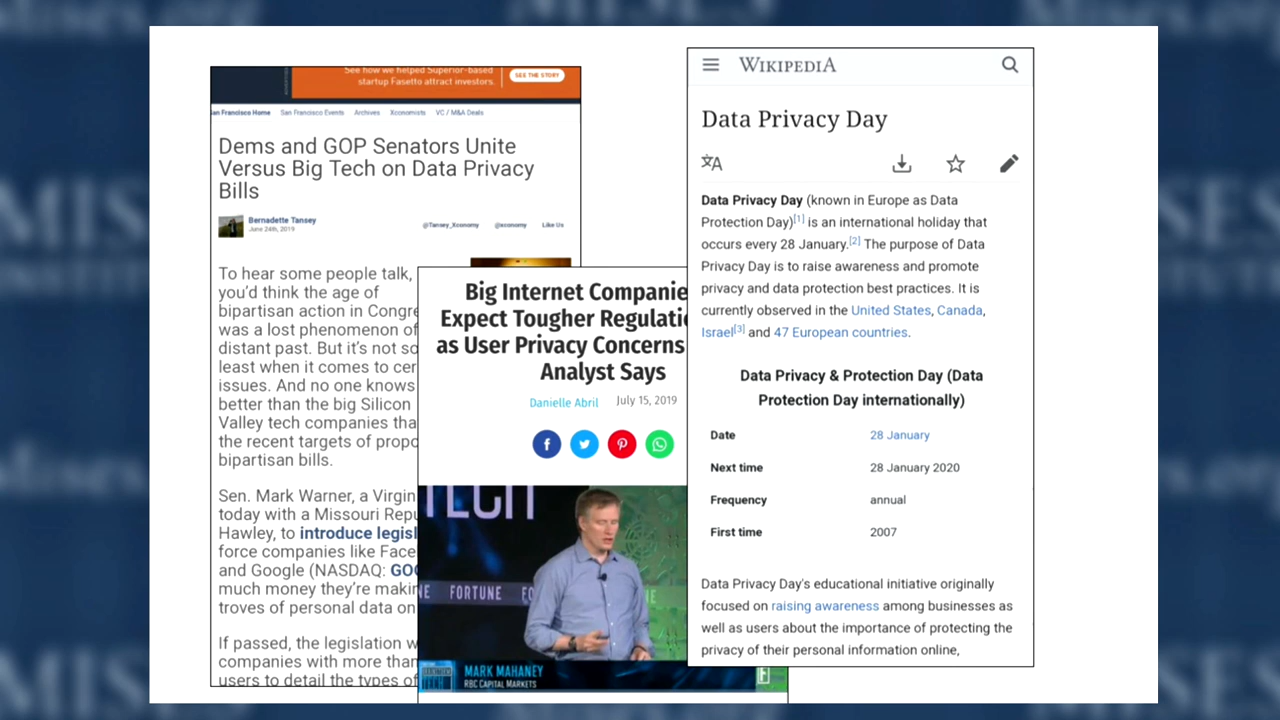 See how we helped Superior-based
startup Fasetto attract investors.
SEE THE STORY
San Francisco Home San Francisco Events Archives Xconomists VC / M&A Deals
Dems and GOP Senators Unite
Versus Big Tech on Data Privacy
Bills
Bernadette Tansey
June 24th, 2019
@Tansey_Xconomy @xconomy Like Us
To hear some people talk,
you'd think the age of
bipartisan action in Congre
was a lost phenomenon of
distant past. But it's not so
least when it comes to cer
issues. And no one knows
better than the big Silicon
Valley tech companies tha
the recent targets of propo
bipartisan bills.
Sen. Mark Warner, a Virgin
today with a Missouri Repu
Hawley, to introduce legisl
force companies like Face
and Google (NASDAQ: GOO
much money they're makin
troves of personal data on
If passed, the legislation w
companies with more than
users to detail the types of
Big Internet Companie
Expect Tougher Regulatio
as User Privacy Concerns
Analyst Says
Danielle Abril July 15, 2019
TECH
NE FORTUNE FO
NE
MARK MAHANEY
RBC CAPITAL MARKETS
F
WIKIPEDIA
Data Privacy Day
Data Privacy Day (known in Europe as Data
Protection Day)[1] is an international holiday that
occurs every 28 January.[2] The purpose of Data
Privacy Day is to raise awareness and promote
privacy and data protection best practices. It is
currently observed in the United States, Canada,
Israel[3] and 47 European countries.
Data Privacy & Protection Day (Data
Protection Day internationally)
Date 28 January
Next time 28 January 2020
Frequency annual
First time 2007
Data Privacy Day's educational initiative originally
focused on raising awareness among businesses as
well as users about the importance of protecting the
privacy of their personal information online,